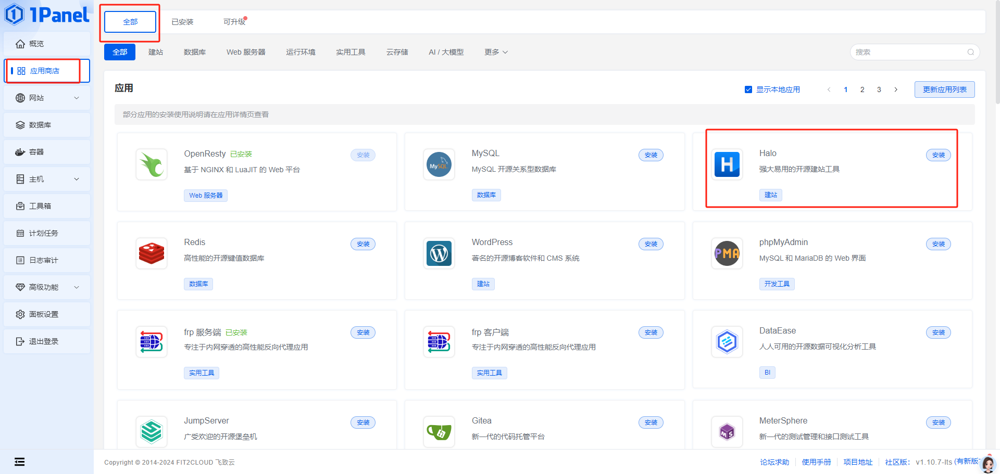 1Panel
概览
应用商店
网站
数据库
容器
主机
工具箱
计划任务
日志审计
高级功能
面板设置
退出登录
全部 已安装 可升级
全部 建站 数据库 Web 服务器 运行环境 实用工具 云存储 AI / 大模型 更多 搜索
应用 显示本地应用 1 2 3 更新应用列表
部分应用的安装使用说明请在应用详情页查看
OpenResty 已安装 安装
基于 NGINX 和 LuaJIT 的 Web 平台
Web 服务器
MySQL
MySQL 安装
MySQL 开源关系型数据库
数据库
H
Halo 安装
强大易用的开源建站工具
建站
Redis 安装
高性能的开源键值数据库
数据库
W
WordPress 安装
著名的开源博客软件和 CMS 系统
建站
PMA
phpMyAdmin 安装
MySQL 和 MariaDB 的 Web 界面
开发工具
frp 服务端 已安装 安装
专注于内网穿透的高性能反向代理应用
实用工具
frp 客户端 安装
专注于内网穿透的高性能反向代理应用
实用工具
DataEase 安装
人人可用的开源数据可视化分析工具
BI
JumpServer 安装
广受欢迎的开源堡垒机
Gitea 安装
新一代的代码托管平台
MS
MeterSphere 安装
新一代的测试管理和接口测试工具
Copyright © 2014-2024 FIT2CLOUD 飞致云
论坛求助 使用手册 项目地址 社区版: v1.10.7-lts (有新版